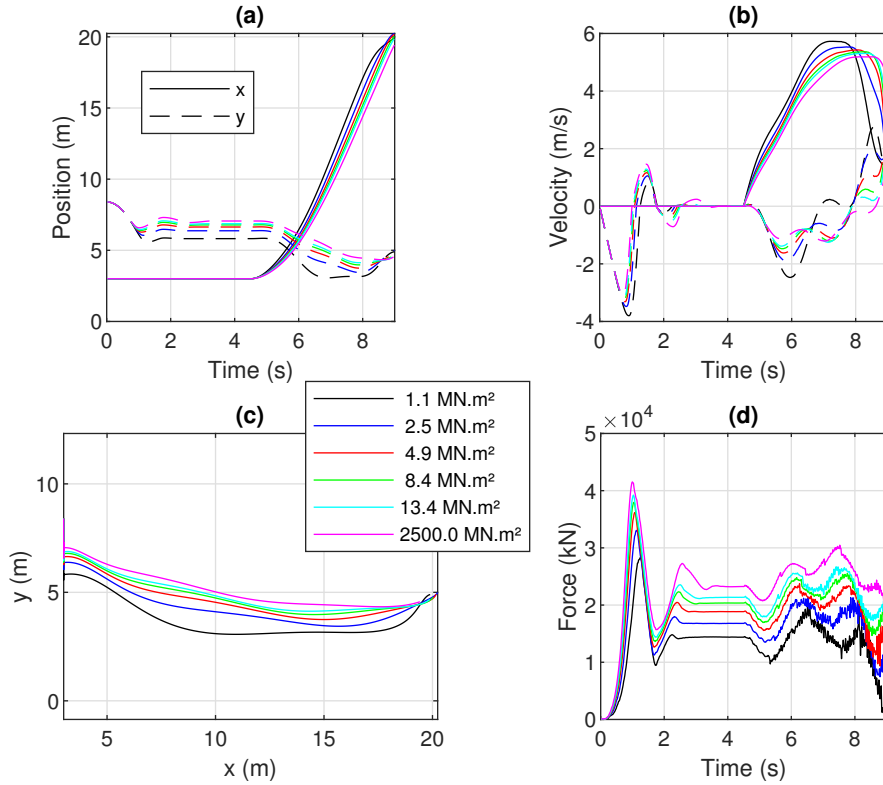 (a)
20
15
10
5
0
Position (m)
x
y
0 2 4 6 8
Time (s)
(b)
6
4
2
0
-2
-4
Velocity (m/s)
0 2 4 6 8
Time (s)
(c)
10
5
0
y (m)
5 10 15 20
x (m)
1.1 MN.m²
2.5 MN.m²
4.9 MN.m²
8.4 MN.m²
13.4 MN.m²
2500.0 MN.m²
(d)
×10⁴
5
4
3
2
1
0
Force (kN)
0 2 4 6 8
Time (s)